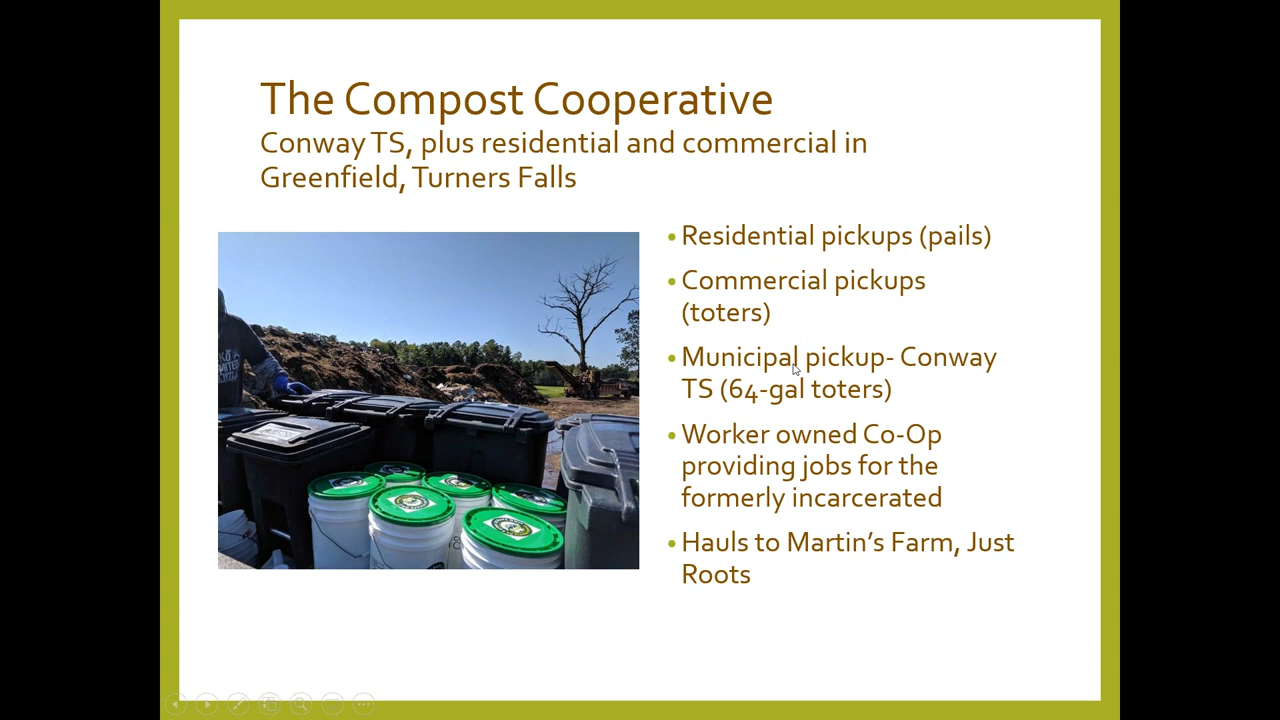 The Compost Cooperative
Conway TS, plus residential and commercial in
Greenfield, Turners Falls
• Residential pickups (pails)
• Commercial pickups
(toters)
• Municipal pickup- Conway
TS (64-gal toters)
• Worker owned Co-Op
providing jobs for the
formerly incarcerated
• Hauls to Martin’s Farm, Just
Roots